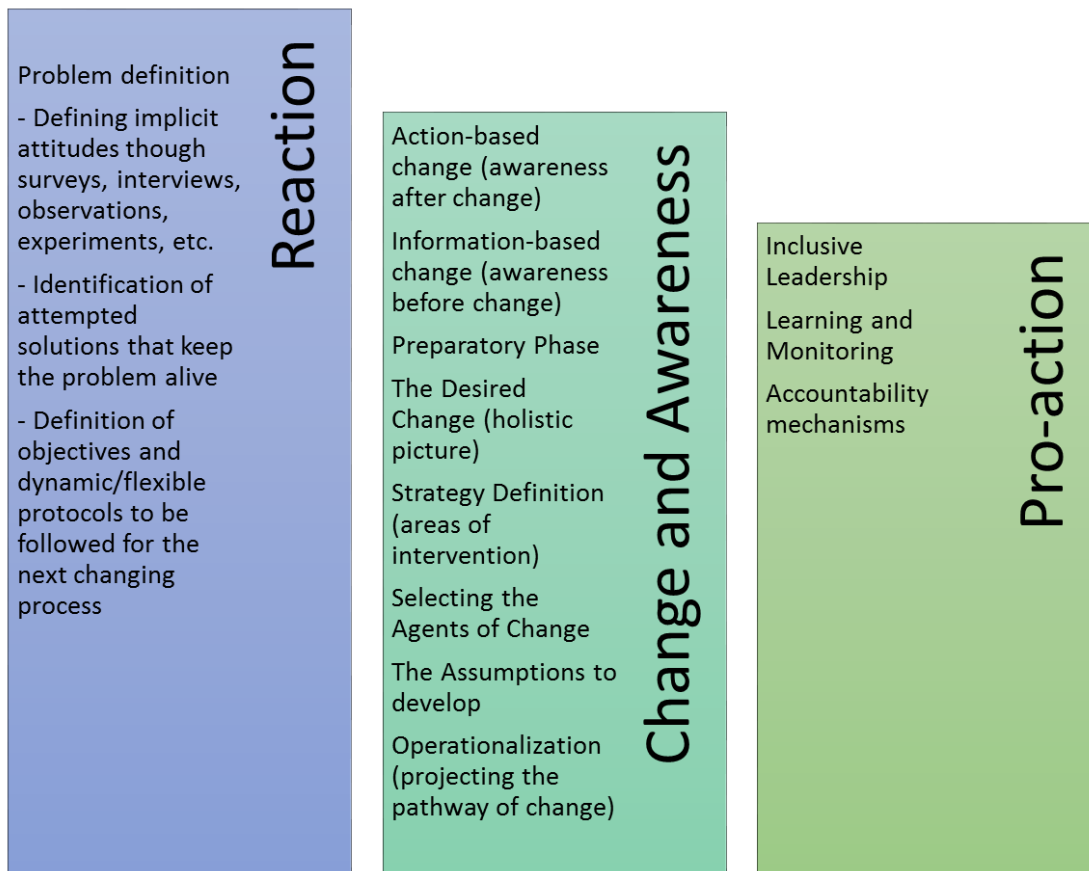 Reaction
Problem definition
- Defining implicit
attitudes though
surveys, interviews,
observations,
experiments, etc.
- Identification of
attempted
solutions that keep
the problem alive
- Definition of
objectives and
dynamic/flexible
protocols to be
followed for the
next changing
process
Change and Awareness
Action-based
change (awareness
after change)
Information-based
change (awareness
before change)
Preparatory Phase
The Desired
Change (holistic
picture)
Strategy Definition
(areas of
intervention)
Selecting the
Agents of Change
The Assumptions to
develop
Operationalization
(projecting the
pathway of change)
Pro-action
Inclusive
Leadership
Learning and
Monitoring
Accountability
mechanisms